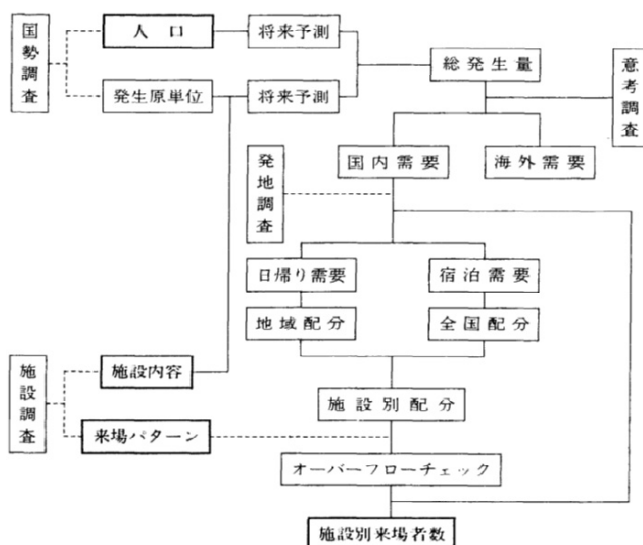 国勢調査
人口
将来予測
発生原単位
将来予測
総発生量
意考調査
国内需要
海外需要
発地調査
日帰り需要
宿泊需要
地域配分
全国配分
施設調査
施設内容
来場パターン
施設別配分
オーバーフローチェック
施設別来場者数